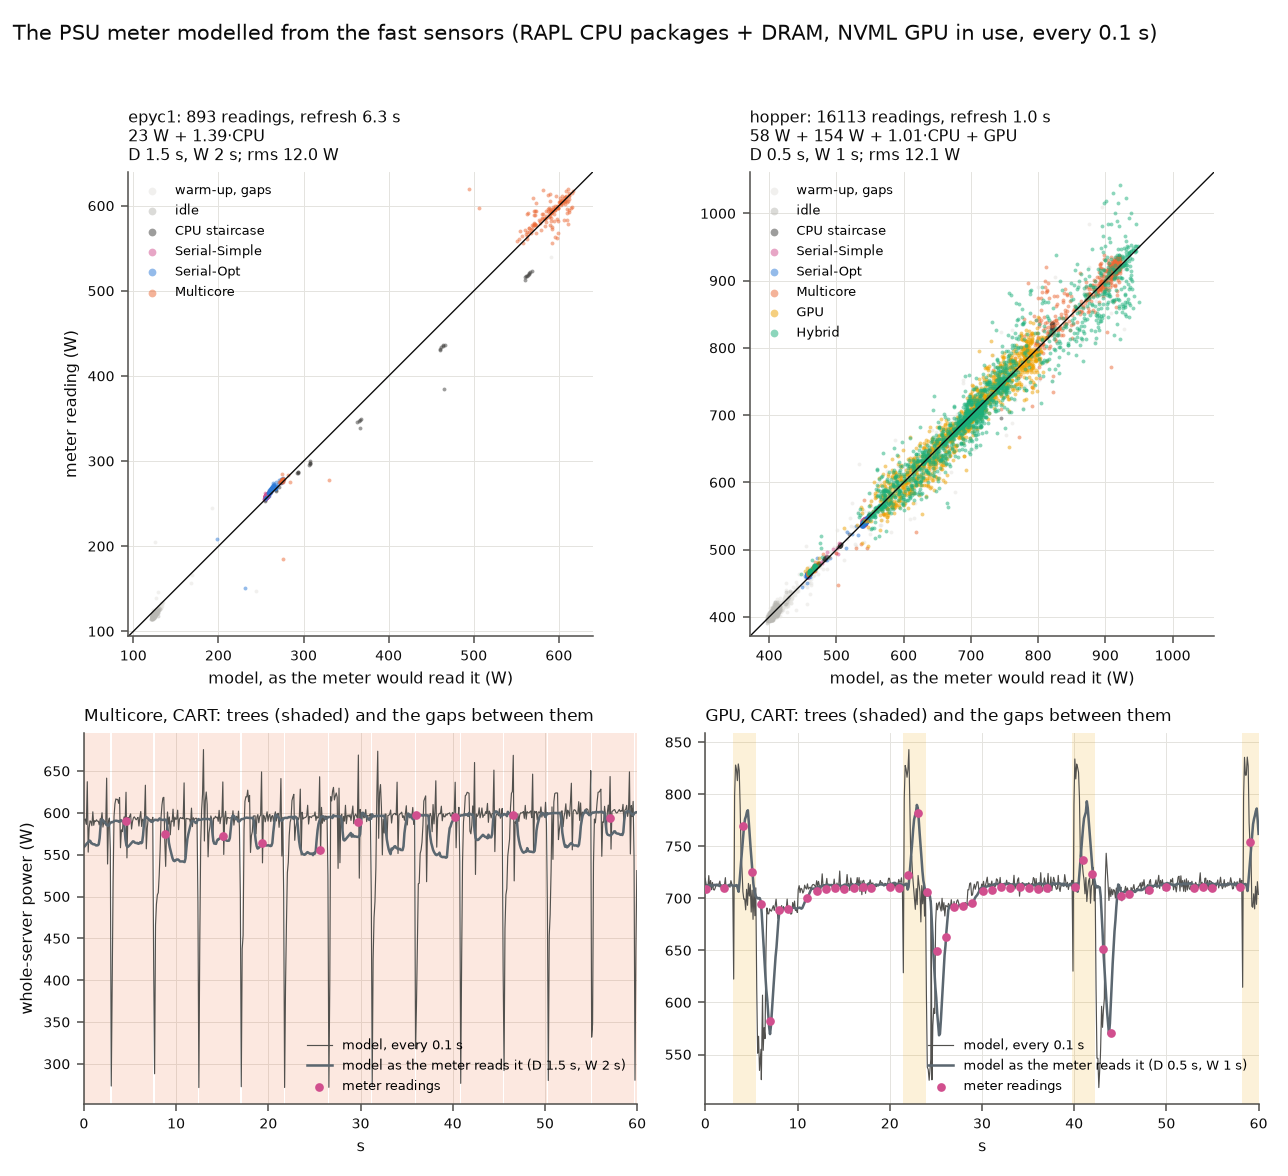 The PSU meter modelled from the fast sensors (RAPL CPU packages + DRAM, NVML GPU in use, every 0.1 s)
epyc1: 893 readings, refresh 6.3 s
23 W + 1.39·CPU
D 1.5 s, W 2 s; rms 12.0 W
warm-up, gaps
idle
CPU staircase
Serial-Simple
Serial-Opt
Multicore
600
500
400
300
200
100
meter reading (W)
100 200 300 400 500 600
model, as the meter would read it (W)
hopper: 16113 readings, refresh 1.0 s
58 W + 154 W + 1.01·CPU + GPU
D 0.5 s, W 1 s; rms 12.1 W
warm-up, gaps
idle
CPU staircase
Serial-Simple
Serial-Opt
Multicore
GPU
Hybrid
1000
900
800
700
600
500
400
400 500 600 700 800 900 1000
model, as the meter would read it (W)
Multicore, CART: trees (shaded) and the gaps between them
650
600
550
500
450
400
350
300
whole-server power (W)
model, every 0.1 s
model as the meter reads it (D 1.5 s, W 2 s)
meter readings
0 10 20 30 40 50 60
s
GPU, CART: trees (shaded) and the gaps between them
850
800
750
700
650
600
550
model, every 0.1 s
model as the meter reads it (D 0.5 s, W 1 s)
meter readings
0 10 20 30 40 50 60
s